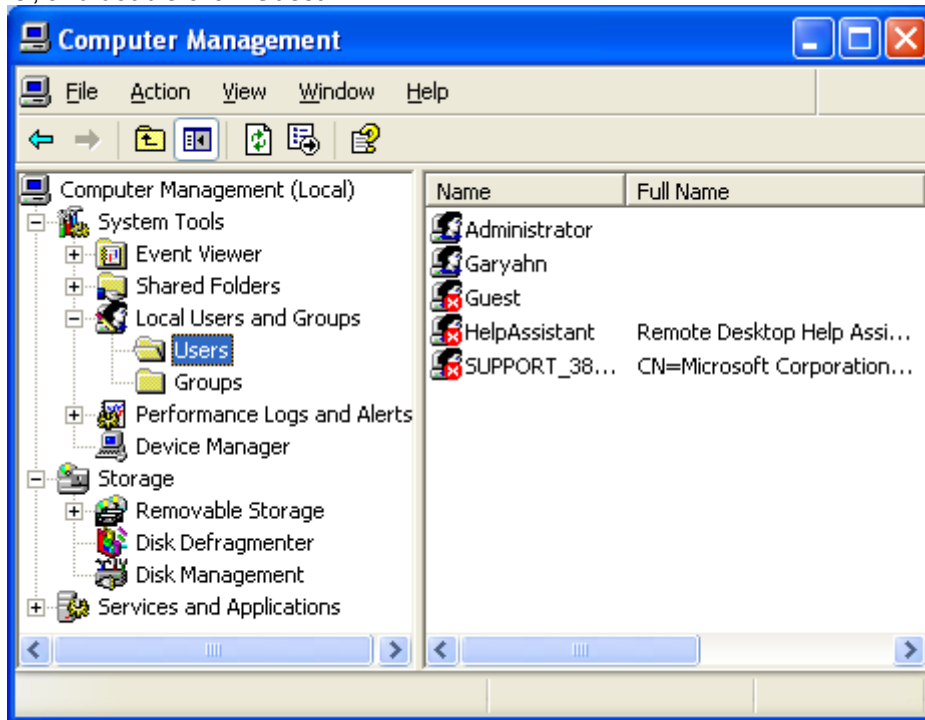 Computer Management
File Action View Window Help
Computer Management (Local)
System Tools
Event Viewer
Shared Folders
Local Users and Groups
Users
Groups
Performance Logs and Alerts
Device Manager
Storage
Removable Storage
Disk Defragmenter
Disk Management
Services and Applications
Name Full Name
Administrator
Garyahn
Guest
HelpAssistant Remote Desktop Help Assi...
SUPPORT_38... CN=Microsoft Corporation...